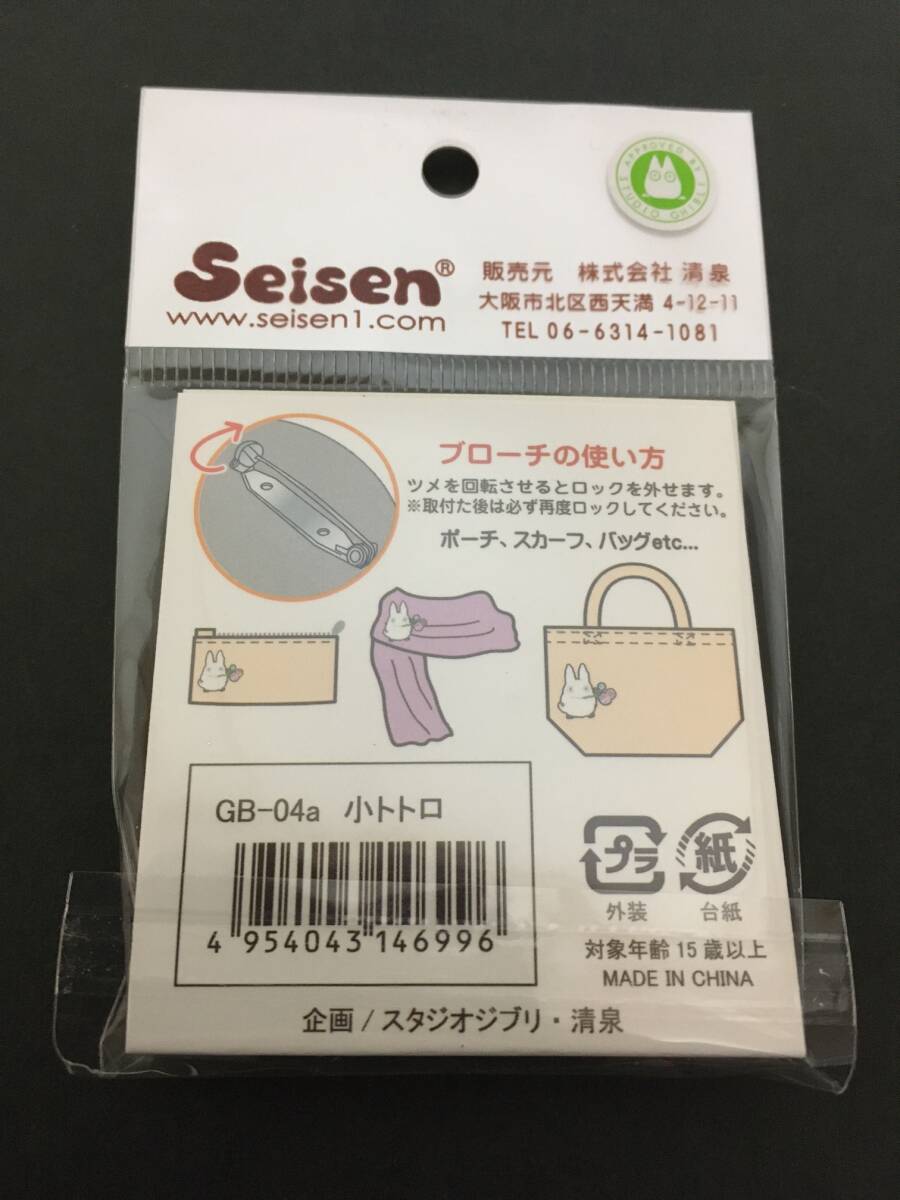 APPROVED BY
STUDIO GHIBLI
Seisen®
www.seisen1.com
販売元 株式会社 清泉
大阪市北区西天満 4-12-11
TEL 06-6314-1081
ブローチの使い方
ツメを回転させるとロックを外せます。
※取付た後は必ず再度ロックしてください。
ポーチ、スカーフ、バッグetc...
GB-04a 小トトロ
4 954043 146996
プラ
紙
外装
台紙
対象年齢 15 歳以上
MADE IN CHINA
企画 / スタジオジブリ・清泉